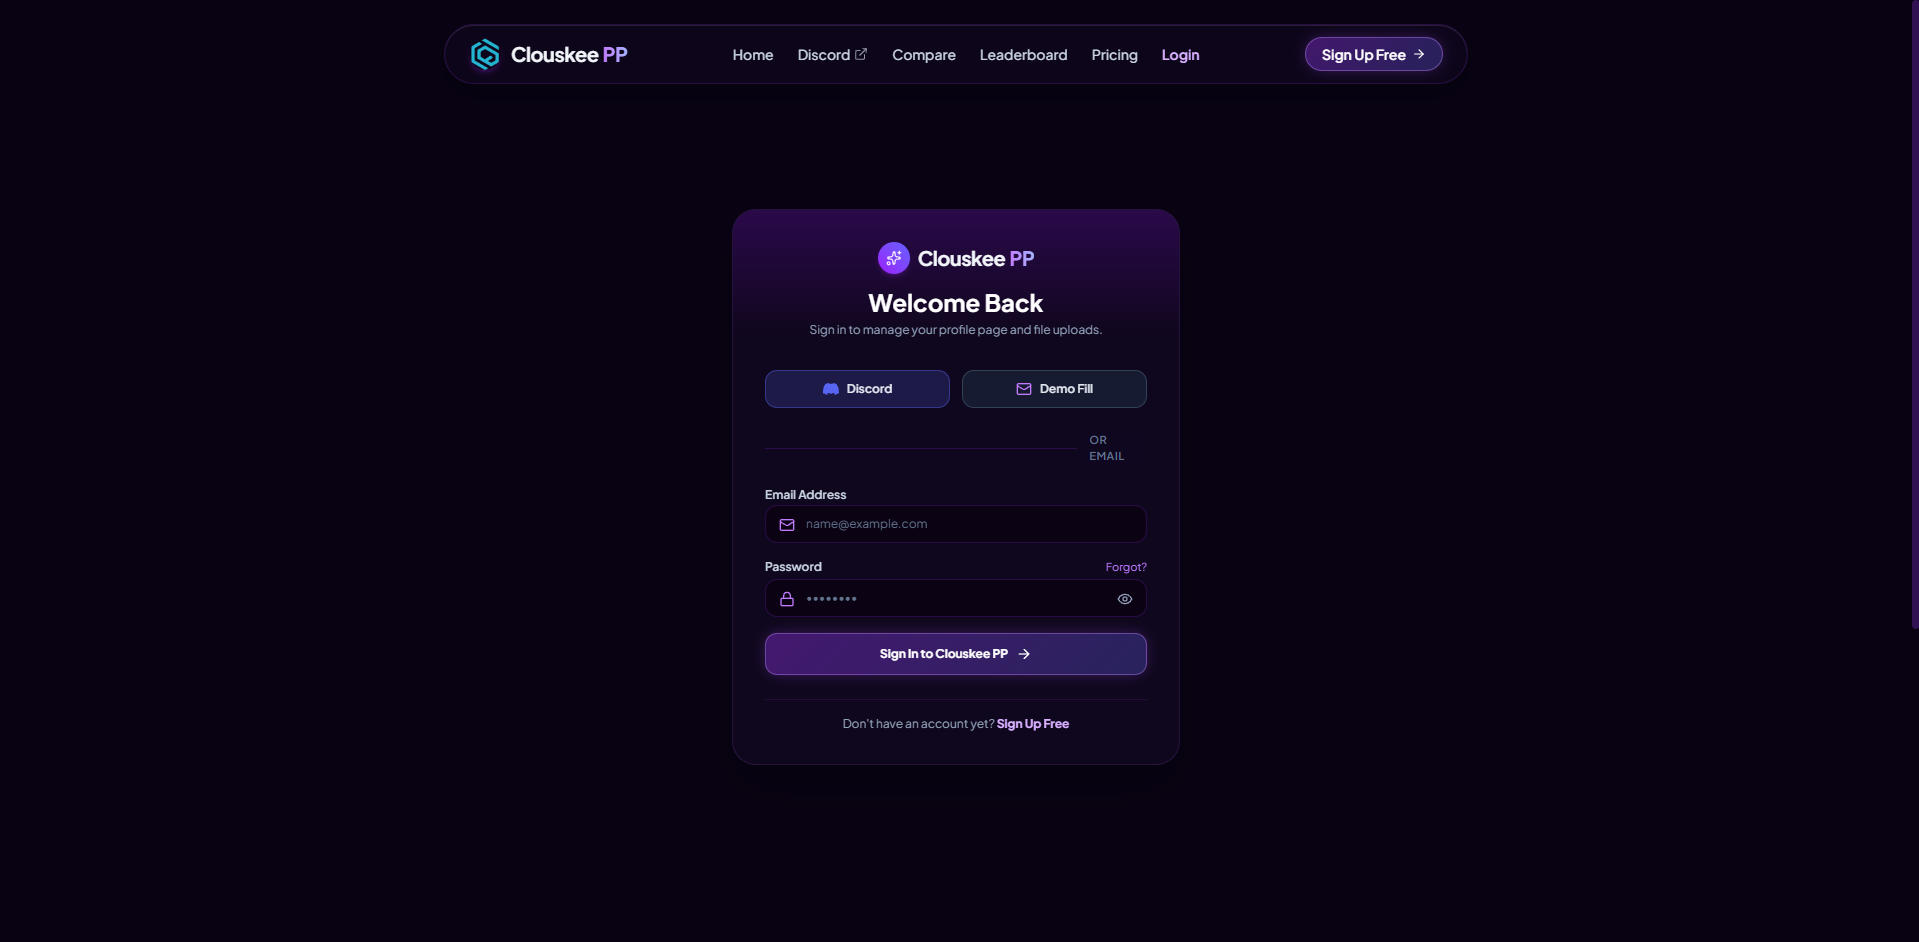 Clouskee PP
Home
Discord
Compare
Leaderboard
Pricing
Login
Sign Up Free
Clouskee PP
Welcome Back
Sign in to manage your profile page and file uploads.
Discord
Demo Fill
OR
EMAIL
Email Address
name@example.com
Password
Forgot?
••••••••
Sign In to Clouskee PP
Don't have an account yet? Sign Up Free